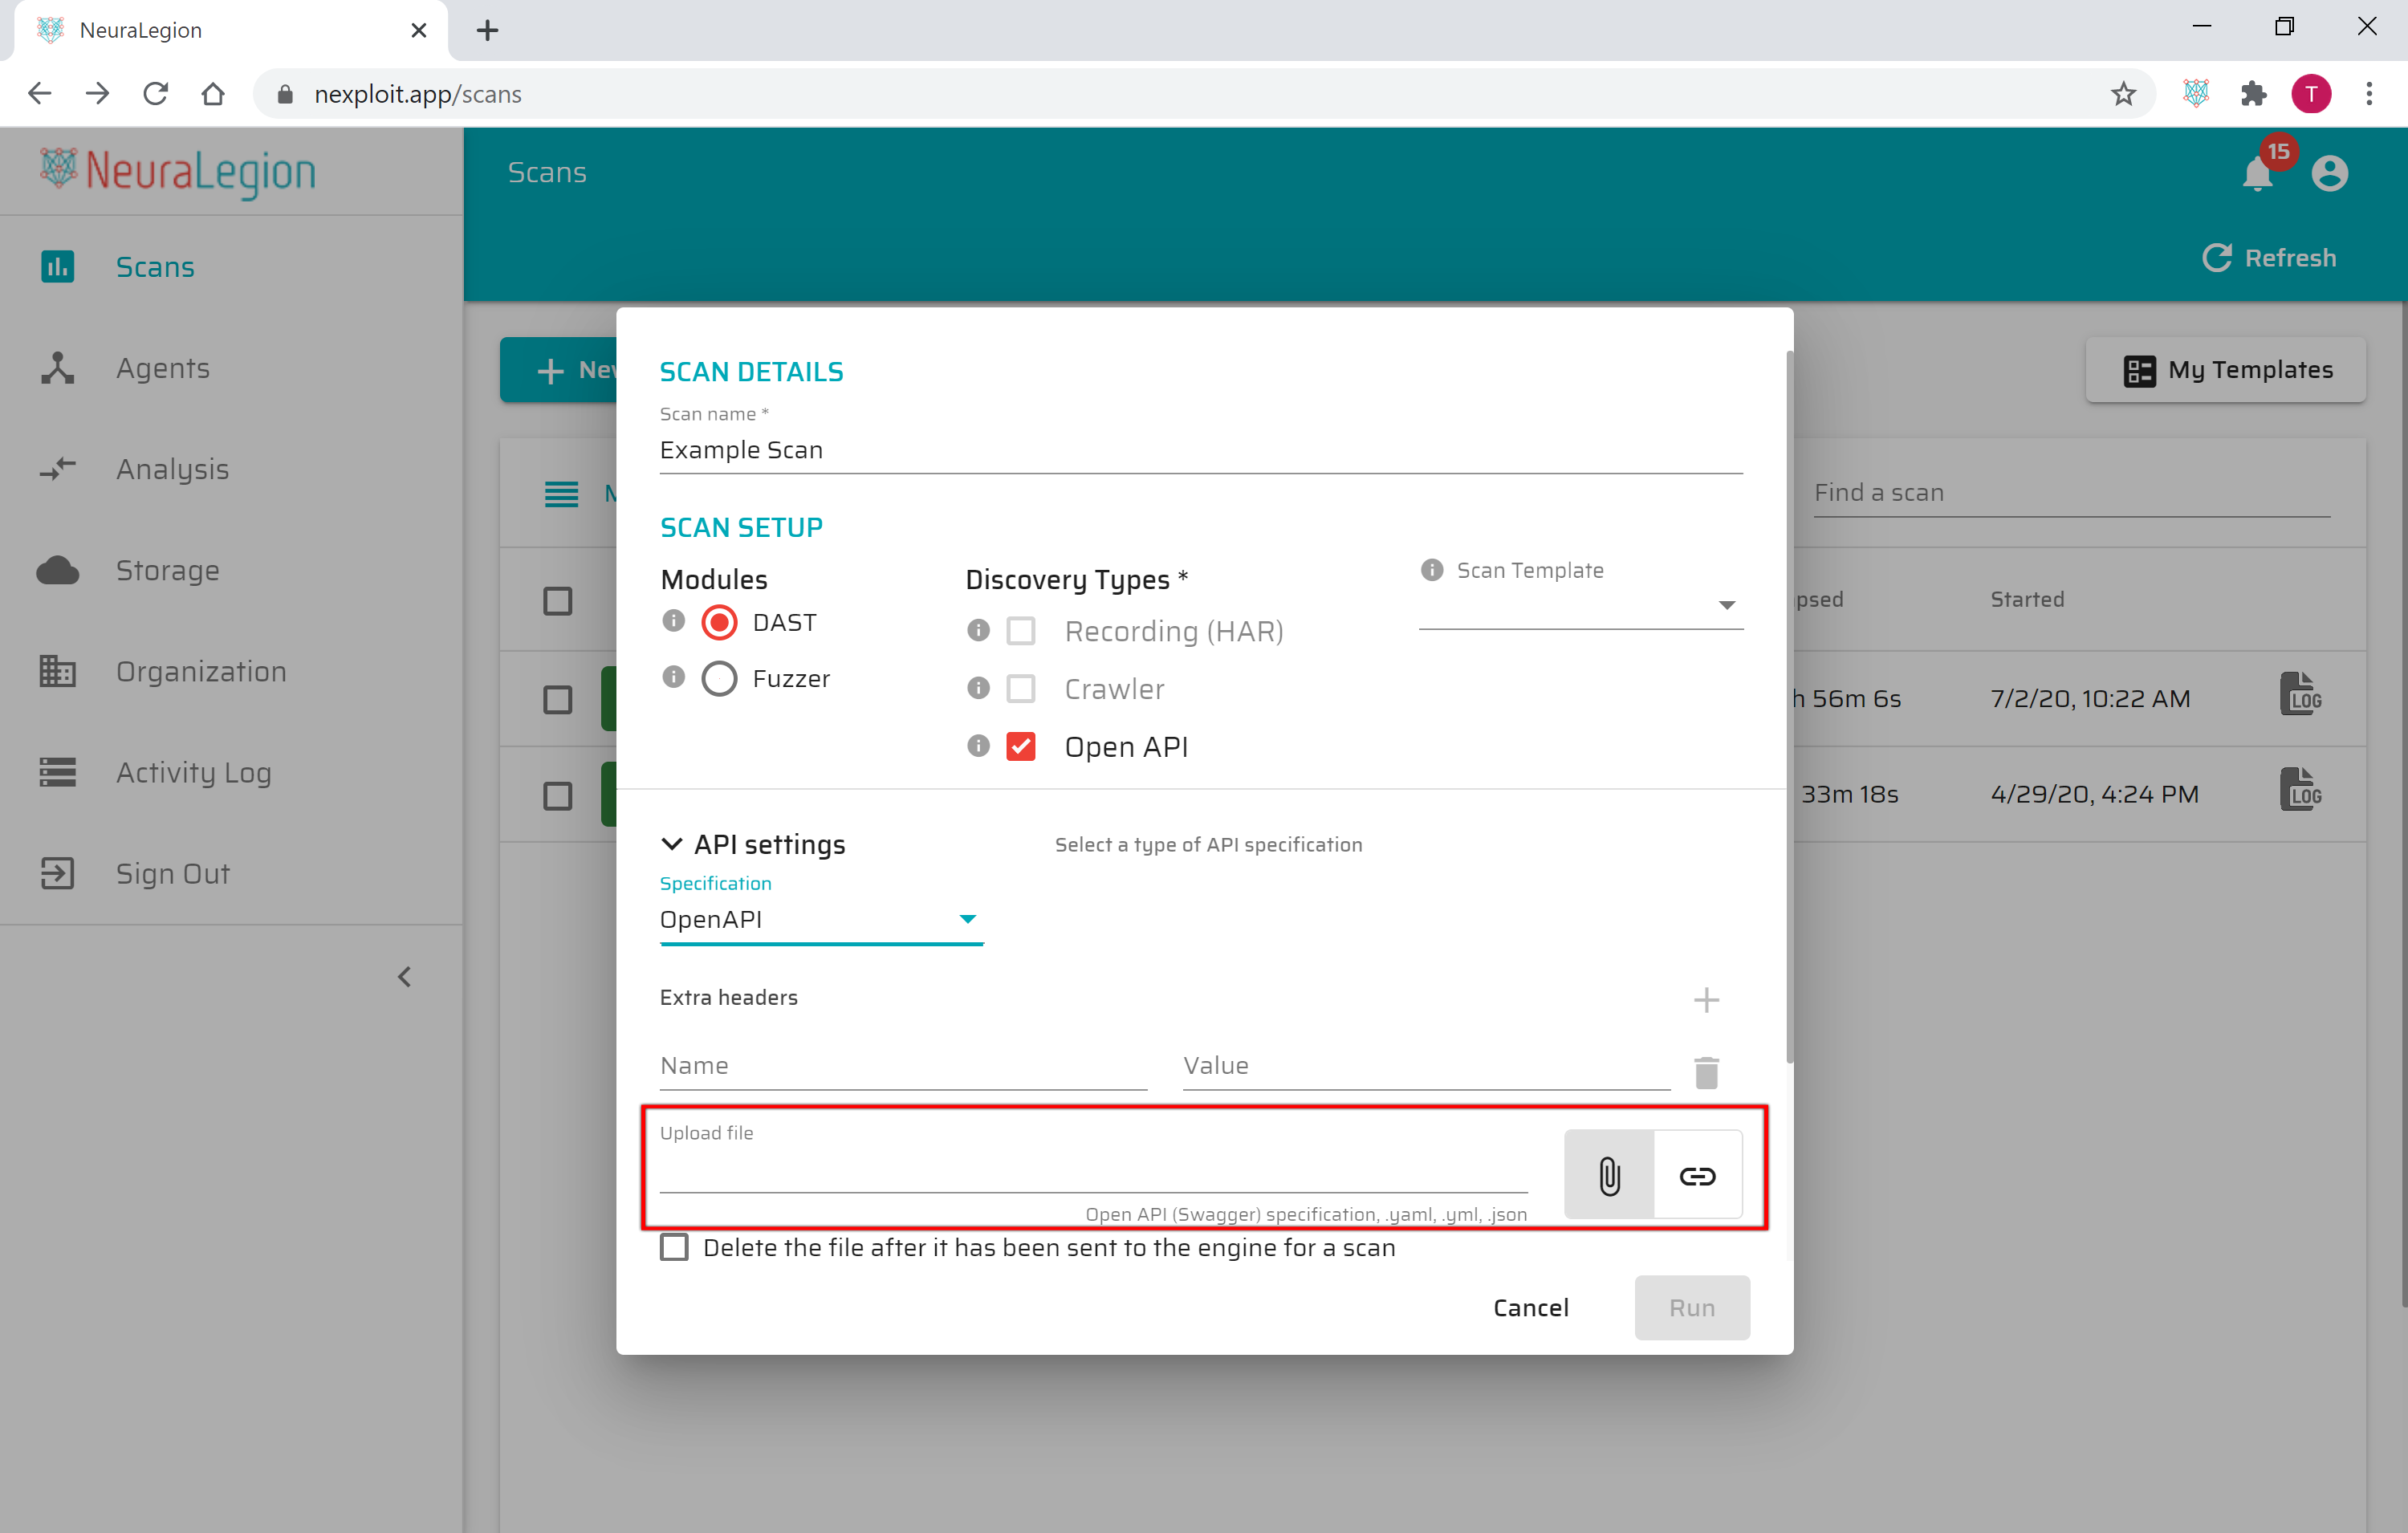 NeuraLegion
nexploit.app/scans
T
NeuraLegion
Scans
15
Refresh
Scans
Agents
Analysis
Storage
Organization
Activity Log
Sign Out
My Templates
Find a scan
Started
56m 6s
7/2/20, 10:22 AM
LOG
33m 18s
4/29/20, 4:24 PM
LOG
SCAN DETAILS
Scan name *
Example Scan
SCAN SETUP
Modules
DAST
Fuzzer
Discovery Types *
Recording (HAR)
Crawler
Open API
Scan Template
API settings
Select a type of API specification
Specification
OpenAPI
Extra headers
Name
Value
Upload file
Open API (Swagger) specification, .yaml, .yml, .json
Delete the file after it has been sent to the engine for a scan
Cancel
Run